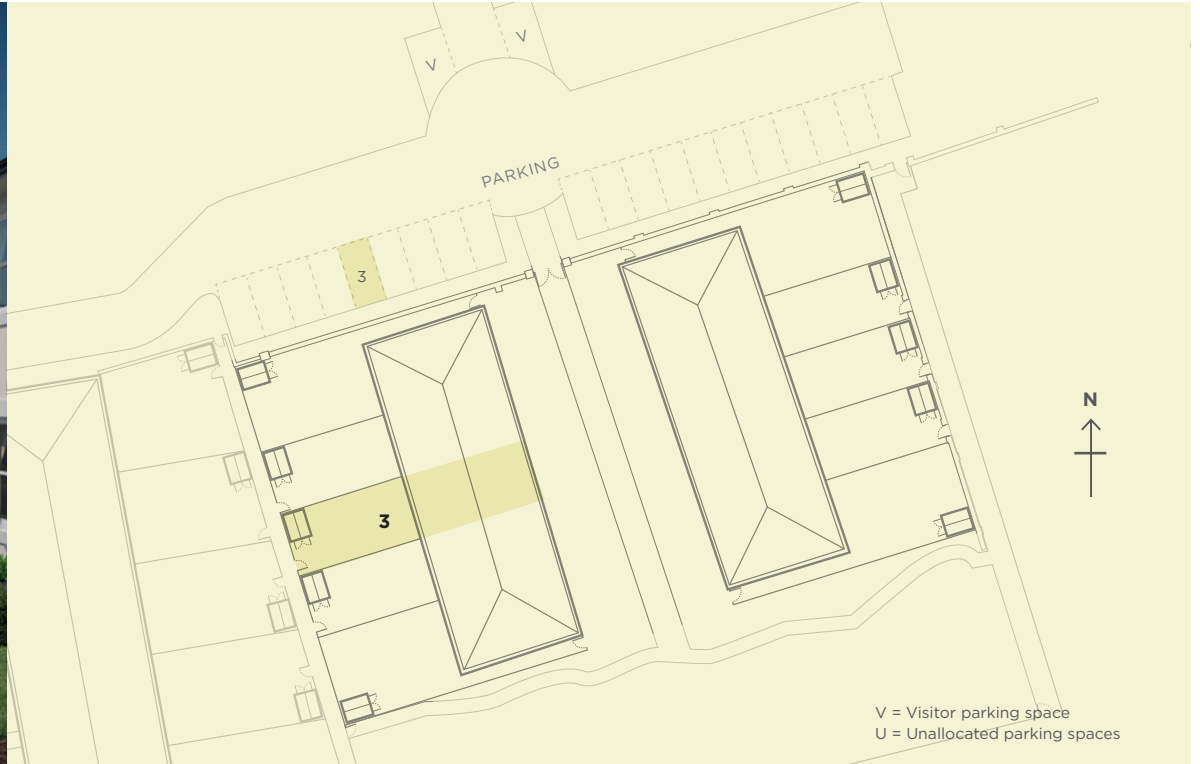 V
V
PARKING
3
N
3
V = Visitor parking space
U = Unallocated parking spaces